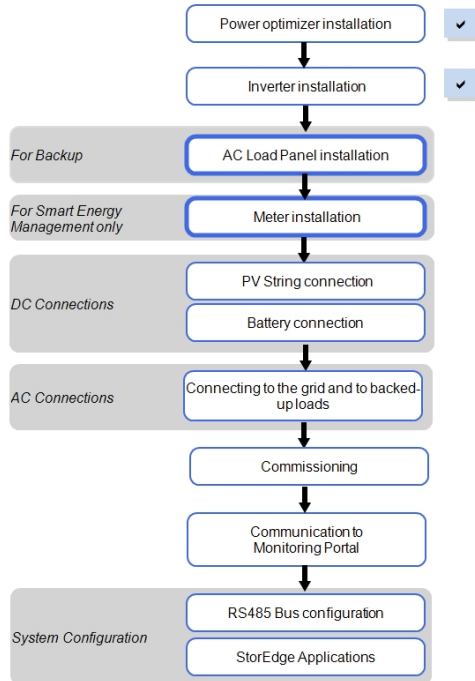 Power optimizer installation
✔
Inverter installation
✔
For Backup
AC Load Panel installation
For Smart Energy
Management only
Meter installation
DC Connections
PV String connection
Battery connection
AC Connections
Connecting to the grid and to backed-
up loads
Commissioning
Communication to
Monitoring Portal
System Configuration
RS485 Bus configuration
StorEdge Applications